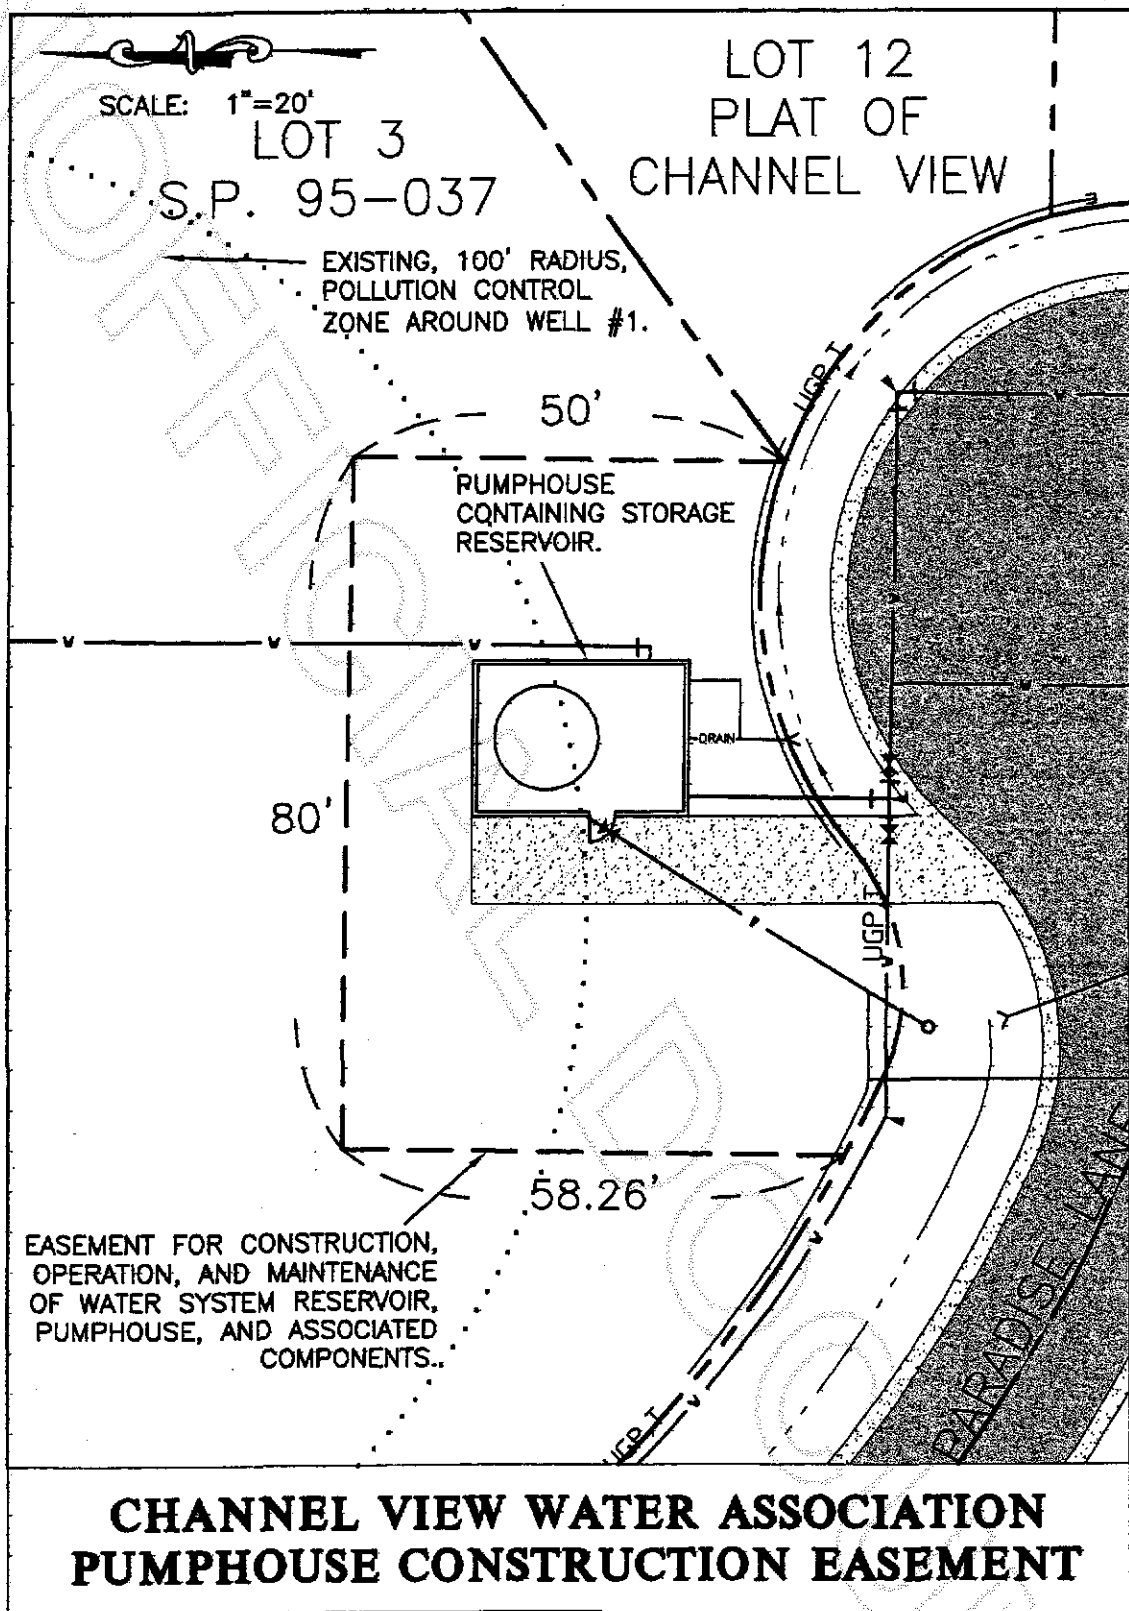 SCALE: 1"=20'
LOT 3
S.P. 95-037
LOT 12
PLAT OF
CHANNEL VIEW
EXISTING, 100' RADIUS,
POLLUTION CONTROL
ZONE AROUND WELL #1.
UGP T
50'
PUMPHOUSE
CONTAINING STORAGE
RESERVOIR.
DRAIN
80'
UGP T
58.26'
EASEMENT FOR CONSTRUCTION,
OPERATION, AND MAINTENANCE
OF WATER SYSTEM RESERVOIR,
PUMPHOUSE, AND ASSOCIATED
COMPONENTS..
PARADISE LANE
UGP T
UNOFFICIAL DOCUMENT
CHANNEL VIEW WATER ASSOCIATION
PUMPHOUSE CONSTRUCTION EASEMENT